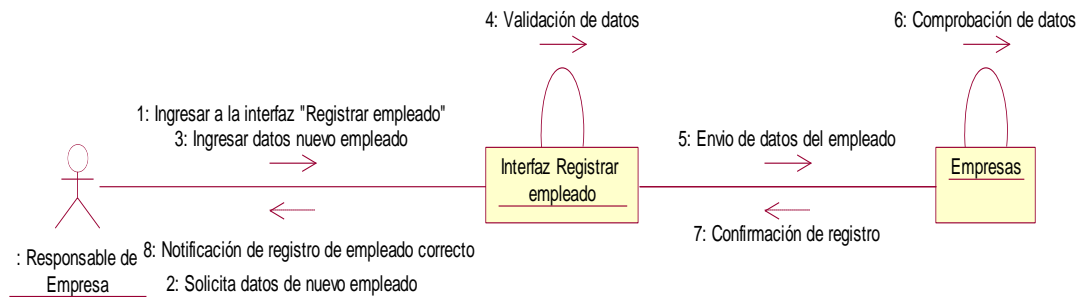 4: Validación de datos
6: Comprobación de datos
1: Ingresar a la interfaz "Registrar empleado"
3: Ingresar datos nuevo empleado
5: Envio de datos del empleado
Interfaz Registrar
empleado
Empresas
7: Confirmación de registro
: Responsable de
Empresa
8: Notificación de registro de empleado correcto
2: Solicita datos de nuevo empleado